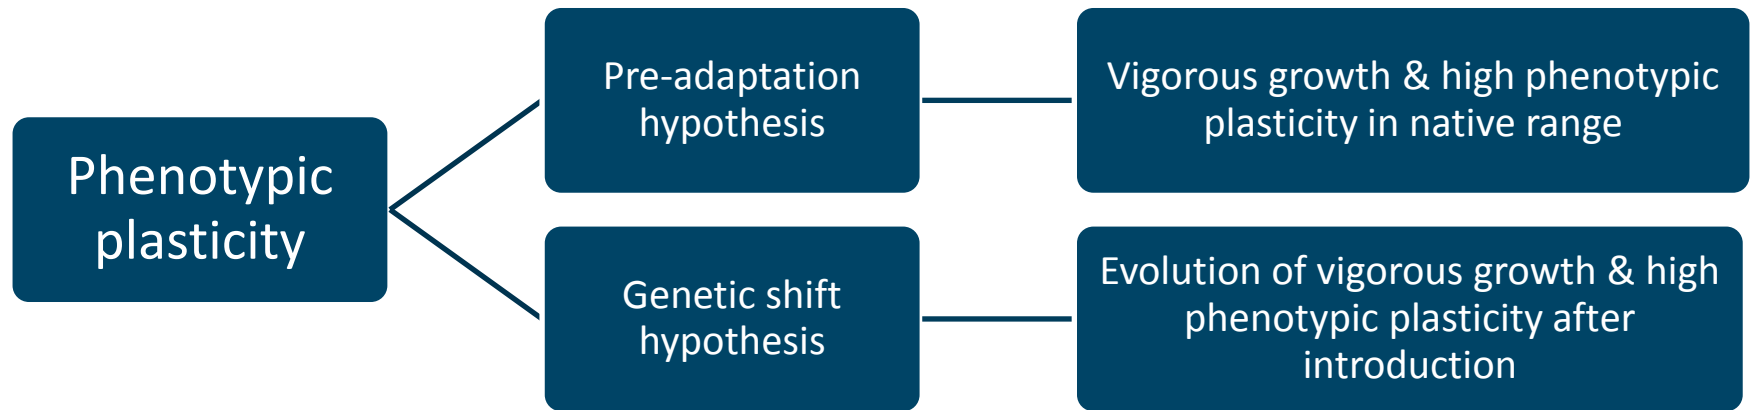 Phenotypic
plasticity
Pre-adaptation
hypothesis
Vigorous growth & high phenotypic
plasticity in native range
Genetic shift
hypothesis
Evolution of vigorous growth & high
phenotypic plasticity after
introduction